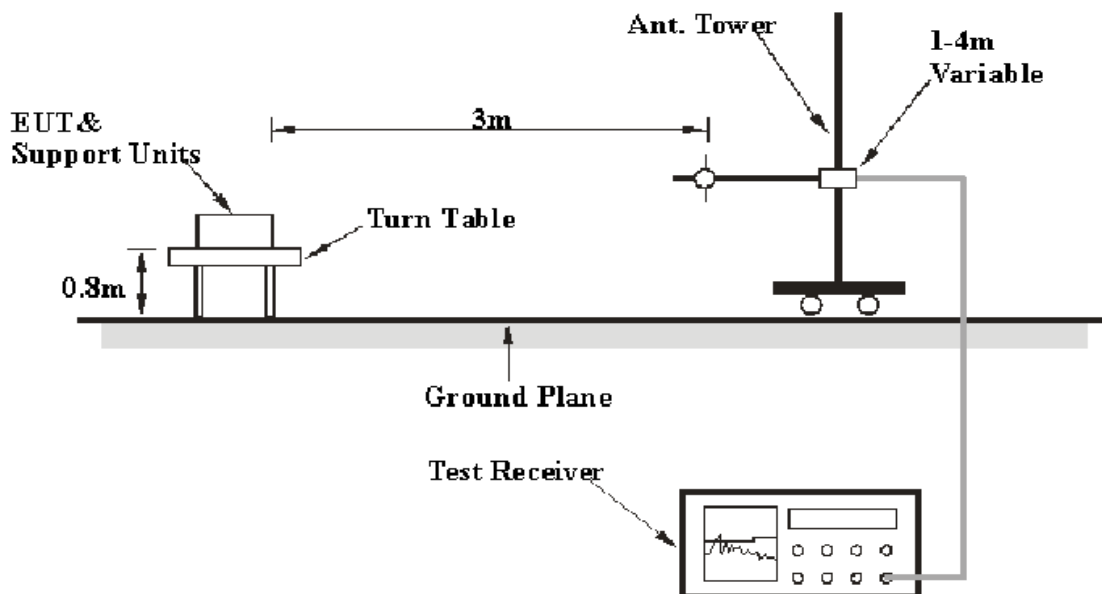 Ant. Tower
1-4m
Variable
3m
EUT&
Support Units
Turn Table
0.8m
Ground Plane
Test Receiver